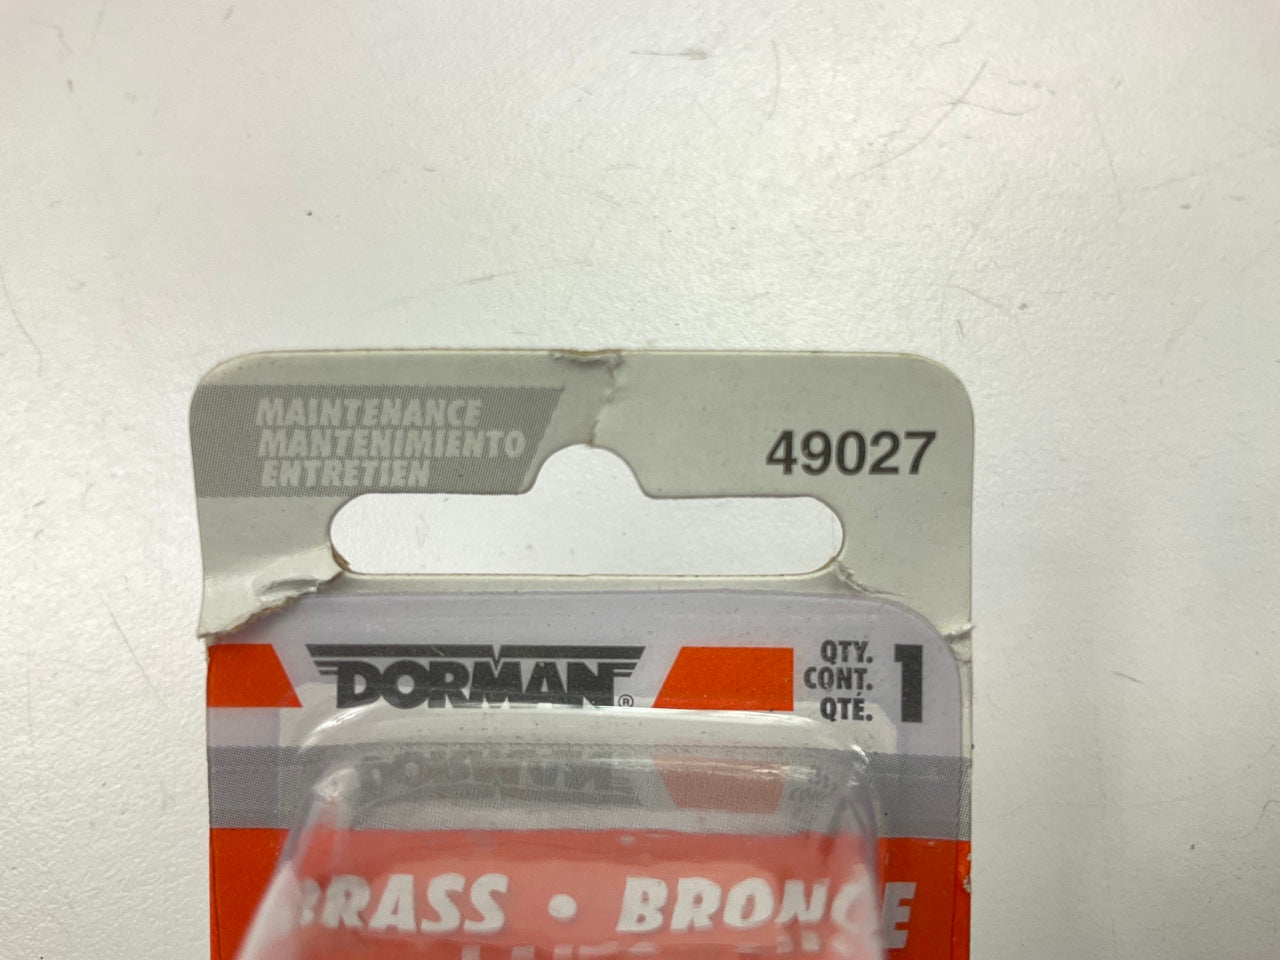 MAINTENANCE
MANTENIMIENTO
ENTRETIEN
49027
DORMAN®
QTY.
CONT.
QTÉ.
1
BRASS • BRONCE